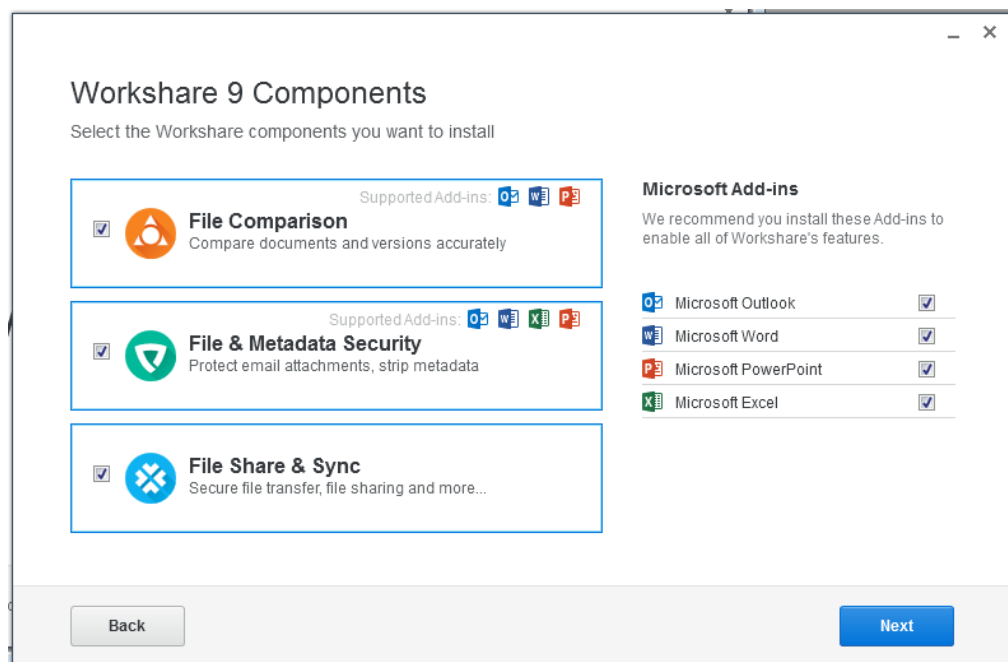 Workshare 9 Components
Select the Workshare components you want to install
Supported Add-ins:
File Comparison
Compare documents and versions accurately
Supported Add-ins:
File & Metadata Security
Protect email attachments, strip metadata
File Share & Sync
Secure file transfer, file sharing and more...
Microsoft Add-ins
We recommend you install these Add-ins to
enable all of Workshare's features.
Microsoft Outlook
Microsoft Word
Microsoft PowerPoint
Microsoft Excel
Back
Next